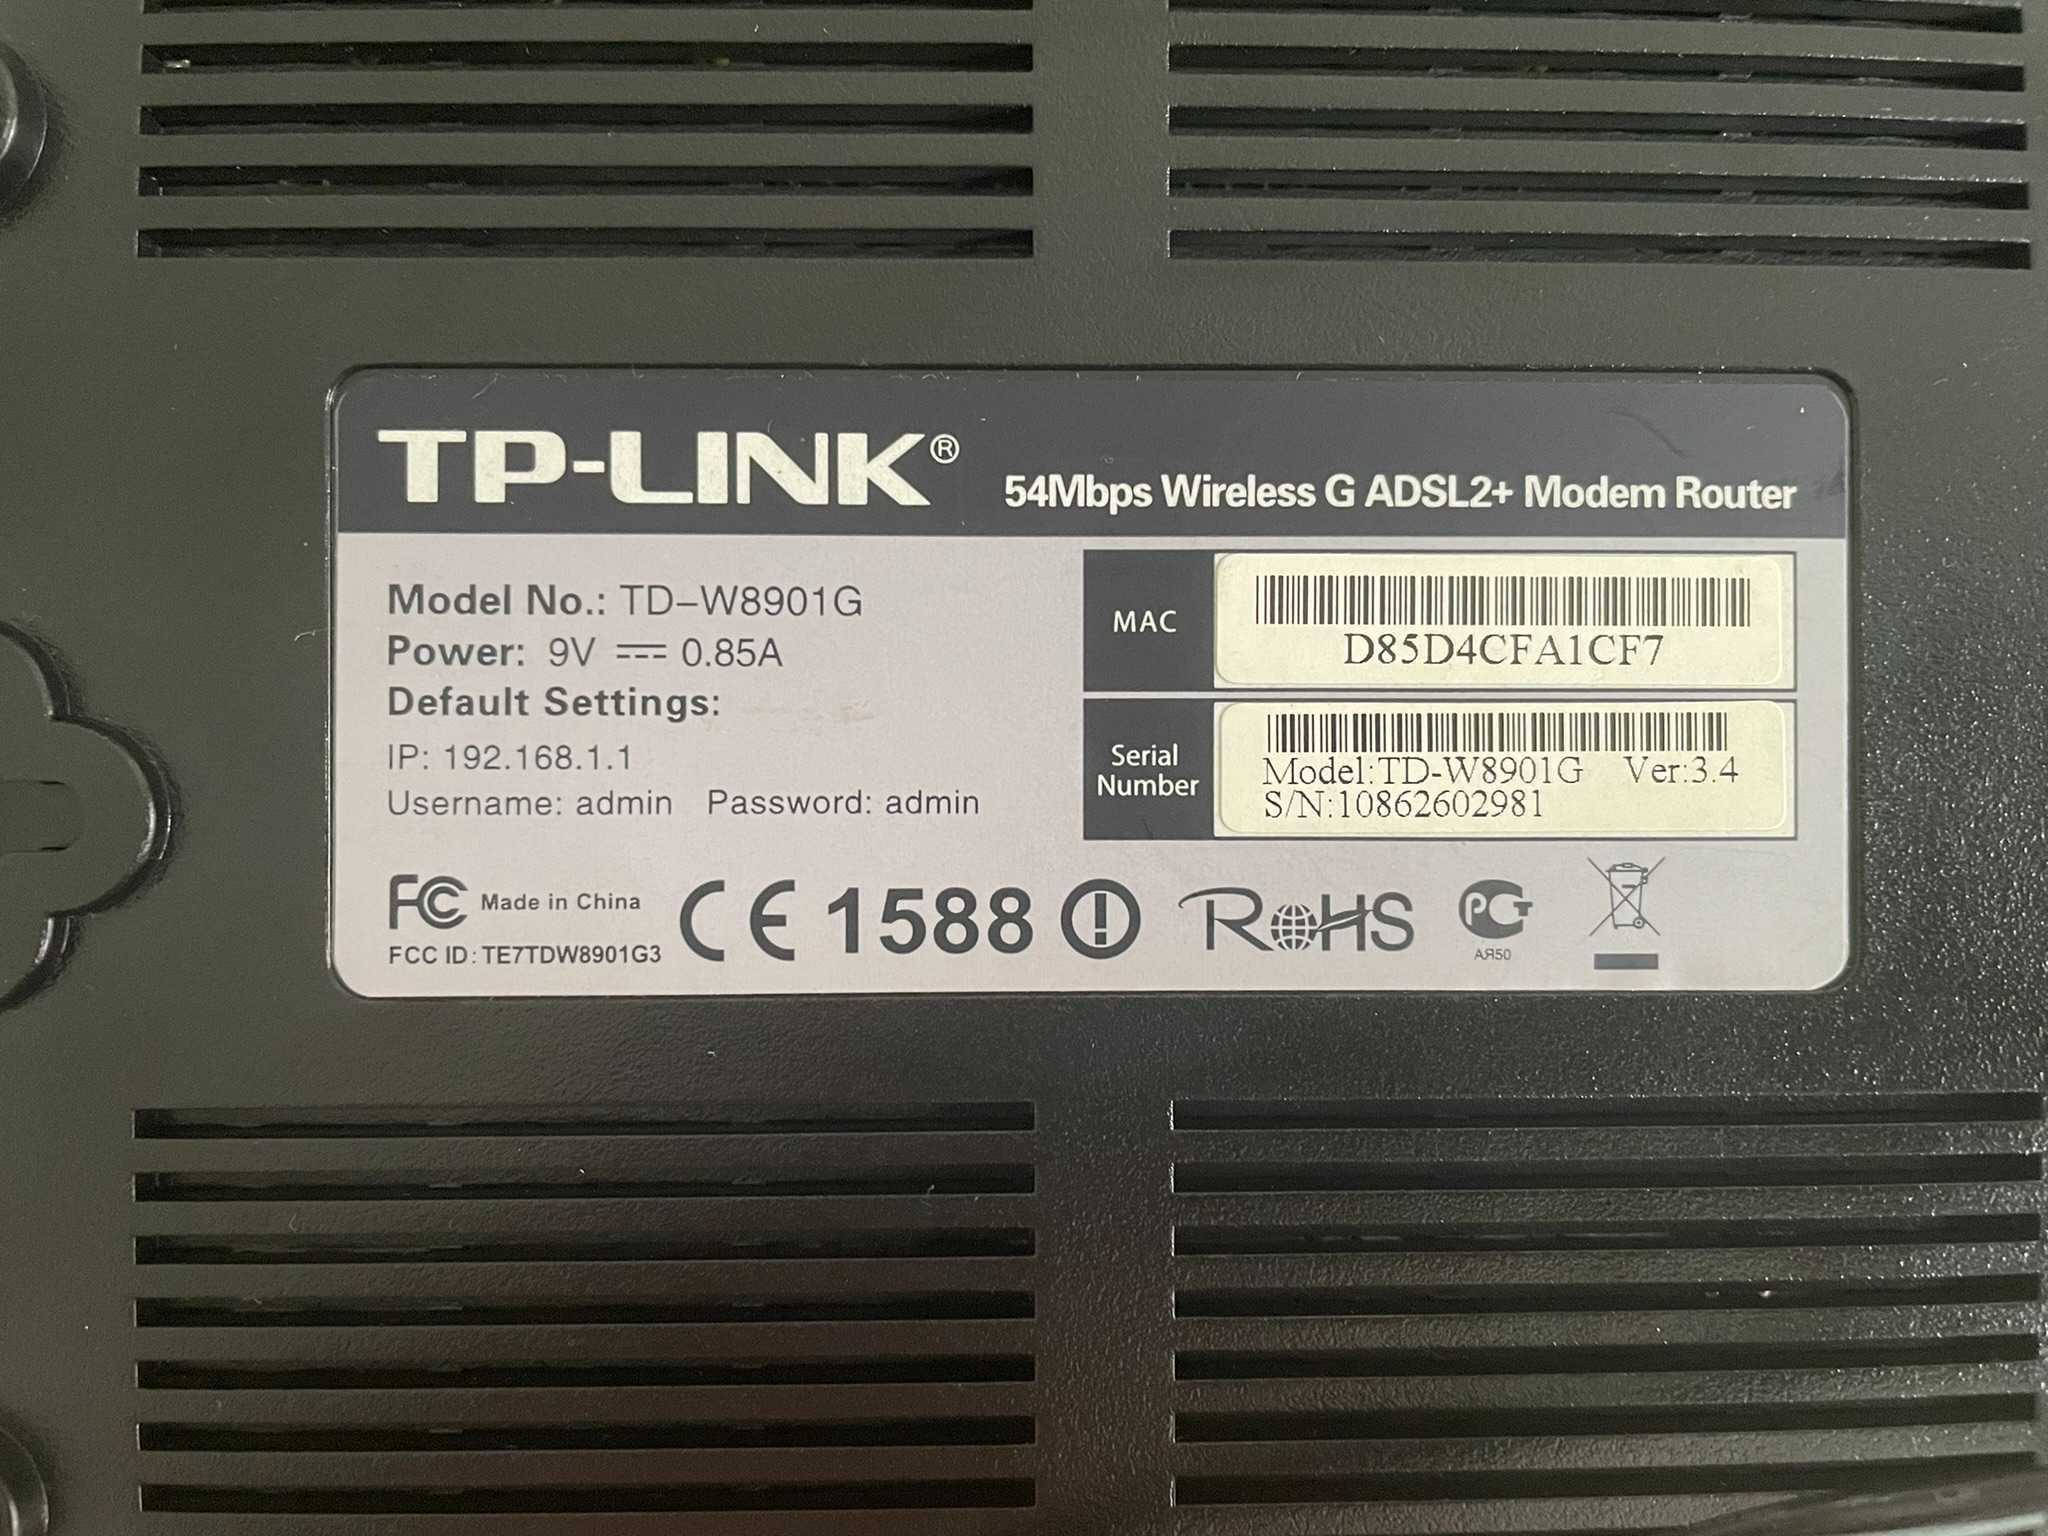 TP-LINK®
54Mbps Wireless G ADSL2+ Modem Router
Model No.: TD-W8901G
Power: 9V ⎓ 0.85A
Default Settings:
IP: 192.168.1.1
Username: admin Password: admin
MAC
D85D4CFA1CF7
Serial
Number
Model:TD-W8901G Ver:3.4
S/N:10862602981
FC Made in China
FCC ID: TE7TDW8901G3
CE 1588
RoHS
РСТ
АЯ50